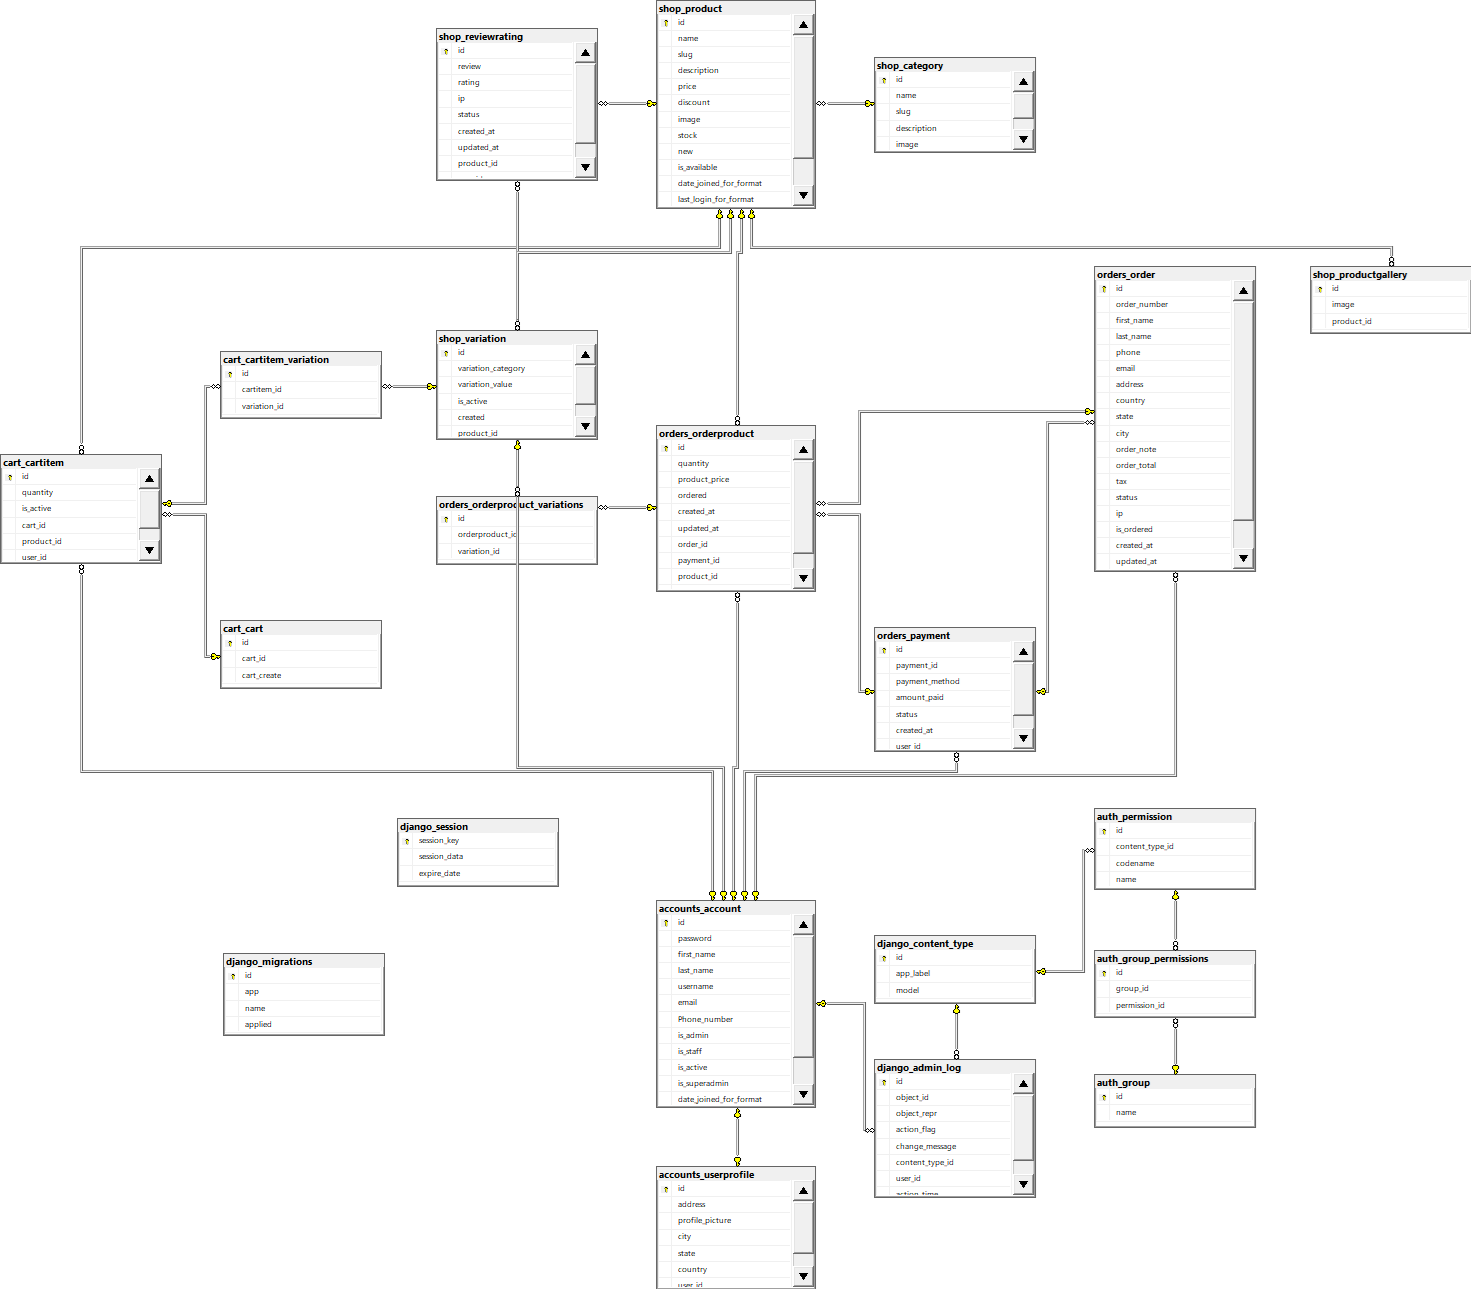 shop_product
id
name
slug
description
price
discount
image
stock
new
is_available
date_joined_for_format
last_login_for_format
shop_reviewrating
id
review
rating
ip
status
created_at
updated_at
product_id
shop_category
id
name
slug
description
image
orders_order
id
order_number
first_name
last_name
phone
email
address
country
state
city
order_note
order_total
tax
status
ip
is_ordered
created_at
updated_at
shop_productgallery
id
image
product_id
shop_variation
id
variation_category
variation_value
is_active
created
product_id
cart_cartitem_variation
id
cartitem_id
variation_id
orders_orderproduct
id
quantity
product_price
ordered
created_at
updated_at
order_id
payment_id
product_id
cart_cartitem
id
quantity
is_active
cart_id
product_id
user_id
orders_orderproduct_variations
id
orderproduct_id
variation_id
cart_cart
id
cart_id
cart_create
orders_payment
id
payment_id
payment_method
amount_paid
status
created_at
user_id
django_session
session_key
session_data
expire_date
auth_permission
id
content_type_id
codename
name
accounts_account
id
password
first_name
last_name
username
email
Phone_number
is_admin
is_staff
is_active
is_superadmin
date_joined_for_format
django_content_type
id
app_label
model
django_migrations
id
app
name
applied
auth_group_permissions
id
group_id
permission_id
django_admin_log
id
object_id
object_repr
action_flag
change_message
content_type_id
user_id
action_time
auth_group
id
name
accounts_userprofile
id
address
profile_picture
city
state
country
user_id